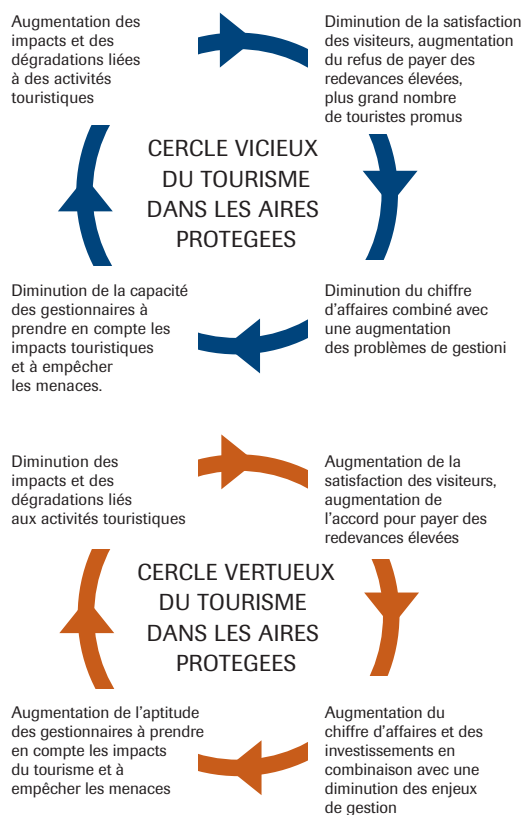 Augmentation des
impacts et des
dégradations liées
à des activités
touristiques
Diminution de la satisfaction
des visiteurs, augmentation
du refus de payer des
redevances élevées,
plus grand nombre
de touristes promus
CERCLE VICIEUX
DU TOURISME
DANS LES AIRES
PROTEGEES
Diminution de la capacité
des gestionnaires à
prendre en compte les
impacts touristiques
et à empêcher
les menaces.
Diminution du chiffre
d'affaires combiné avec
une augmentation
des problèmes de gestioni
Diminution des
impacts et des
dégradations liés
aux activités touristiques
Augmentation de la
satisfaction des visiteurs,
augmentation de
l'accord pour payer des
redevances élevées
CERCLE VERTUEUX
DU TOURISME
DANS LES AIRES
PROTEGEES
Augmentation de l'aptitude
des gestionnaires à prendre
en compte les impacts
du tourisme et à
empêcher les menaces
Augmentation du
chiffre d'affaires et des
investissements en
combinaison avec une
diminution des enjeux
de gestion